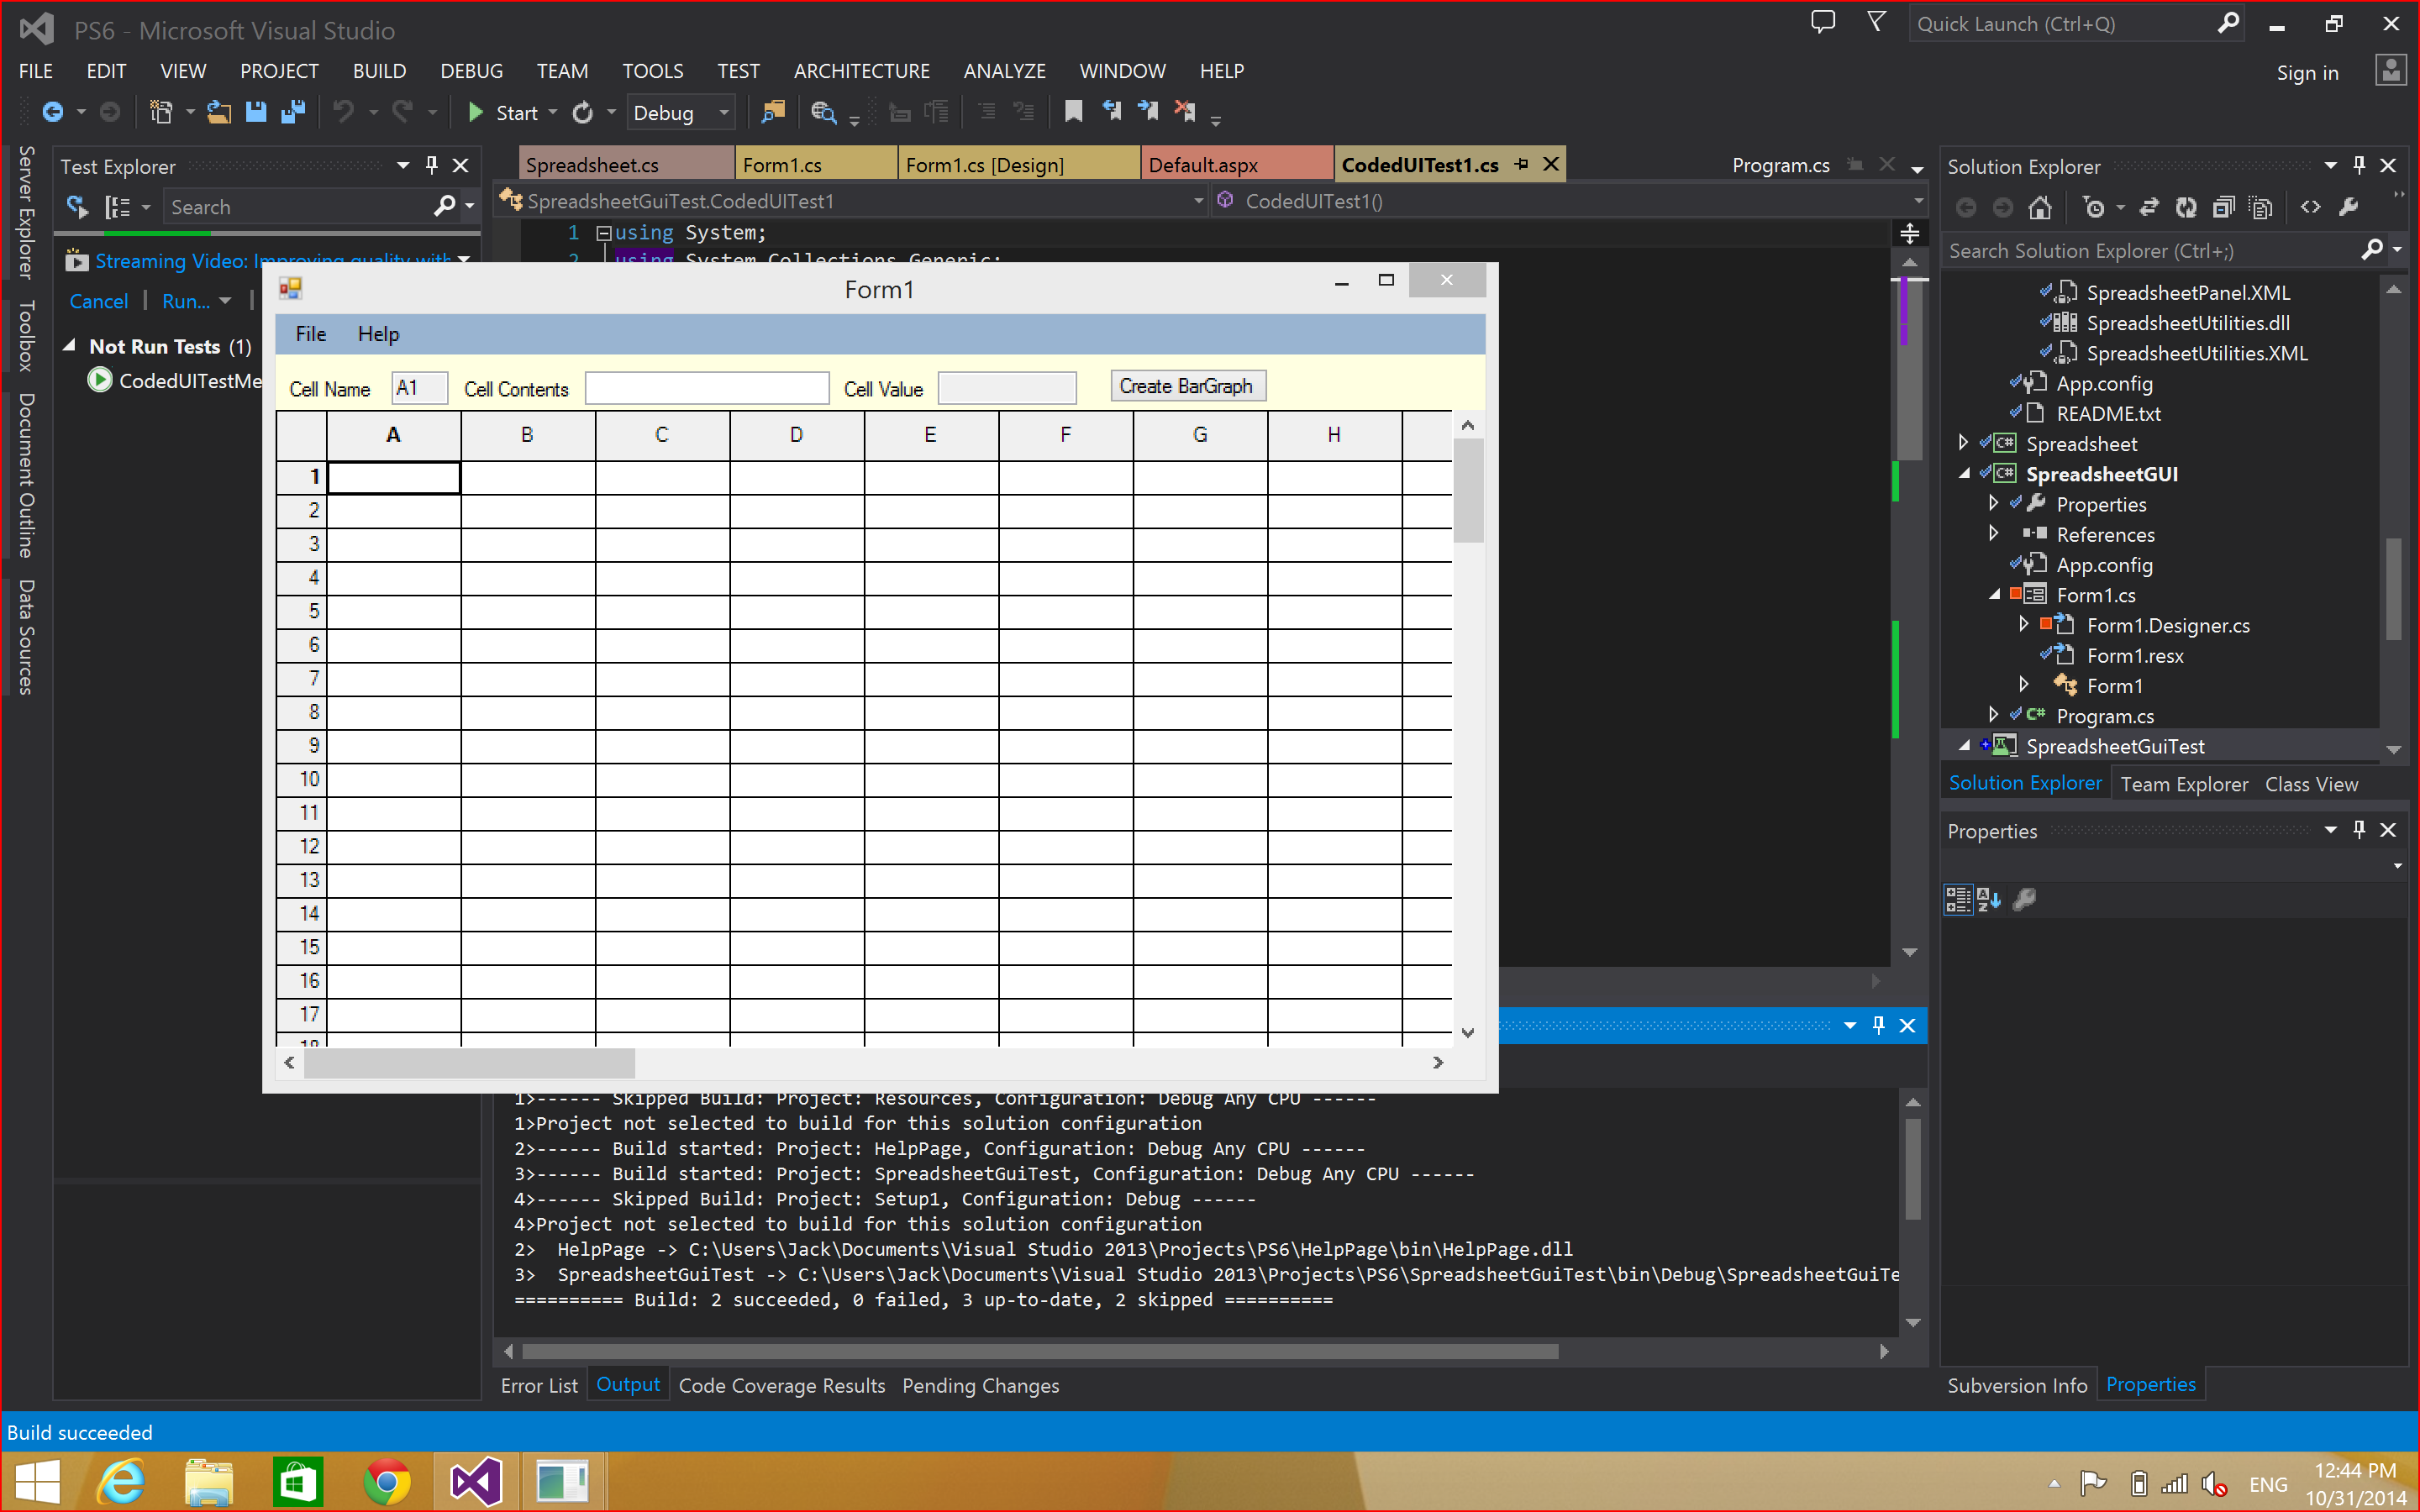 PS6 - Microsoft Visual Studio
Quick Launch (Ctrl+Q)
FILE EDIT VIEW PROJECT BUILD DEBUG TEAM TOOLS TEST ARCHITECTURE ANALYZE WINDOW HELP
Sign in
Start Debug
Server Explorer
Toolbox
Document Outline
Data Sources
Test Explorer
Search
Streaming Video: Improving quality with
Cancel | Run... |
Not Run Tests (1)
CodedUITestMe
Spreadsheet.cs Form1.cs Form1.cs [Design] Default.aspx CodedUITest1.cs Program.cs
SpreadsheetGuiTest.CodedUITest1 CodedUITest1()
1 using System;
2 using System.Collections.Generic;
Form1
File Help
Cell Name A1 Cell Contents Cell Value Create BarGraph
A B C D E F G H
1
2
3
4
5
6
7
8
9
10
11
12
13
14
15
16
17
18
1>------ Skipped Build: Project: Resources, Configuration: Debug Any CPU ------
1>Project not selected to build for this solution configuration
2>------ Build started: Project: HelpPage, Configuration: Debug Any CPU ------
3>------ Build started: Project: SpreadsheetGuiTest, Configuration: Debug Any CPU ------
4>------ Skipped Build: Project: Setup1, Configuration: Debug ------
4>Project not selected to build for this solution configuration
2>  HelpPage -> C:\Users\Jack\Documents\Visual Studio 2013\Projects\PS6\HelpPage\bin\HelpPage.dll
3>  SpreadsheetGuiTest -> C:\Users\Jack\Documents\Visual Studio 2013\Projects\PS6\SpreadsheetGuiTest\bin\Debug\SpreadsheetGuiTe
========== Build: 2 succeeded, 0 failed, 3 up-to-date, 2 skipped ==========
Error List Output Code Coverage Results Pending Changes
Solution Explorer
Search Solution Explorer (Ctrl+;)
SpreadsheetPanel.XML
SpreadsheetUtilities.dll
SpreadsheetUtilities.XML
App.config
README.txt
C# Spreadsheet
C# SpreadsheetGUI
Properties
References
App.config
Form1.cs
Form1.Designer.cs
Form1.resx
Form1
C# Program.cs
SpreadsheetGuiTest
Solution Explorer Team Explorer Class View
Properties
Subversion Info Properties
Build succeeded
ENG
12:44 PM
10/31/2014